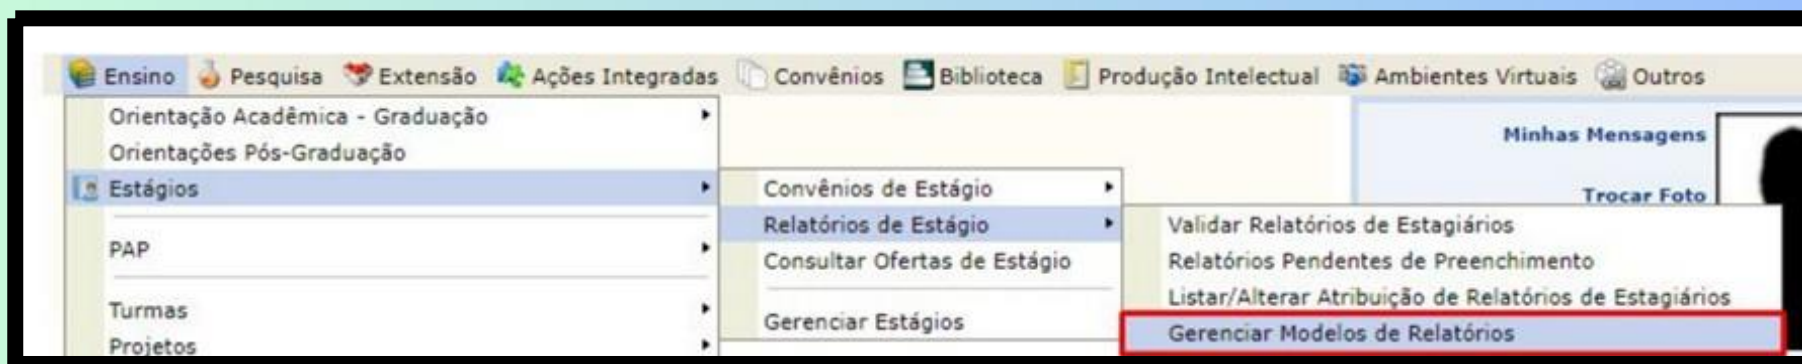 Ensino Pesquisa Extensão Ações Integradas Convênios Biblioteca Produção Intelectual Ambientes Virtuais Outros
Orientação Acadêmica - Graduação
Orientações Pós-Graduação
Estágios
PAP
Turmas
Projetos
Convênios de Estágio
Relatórios de Estágio
Consultar Ofertas de Estágio
Gerenciar Estágios
Validar Relatórios de Estagiários
Relatórios Pendentes de Preenchimento
Listar/Alterar Atribuição de Relatórios de Estagiários
Gerenciar Modelos de Relatórios
Minhas Mensagens
Trocar Foto